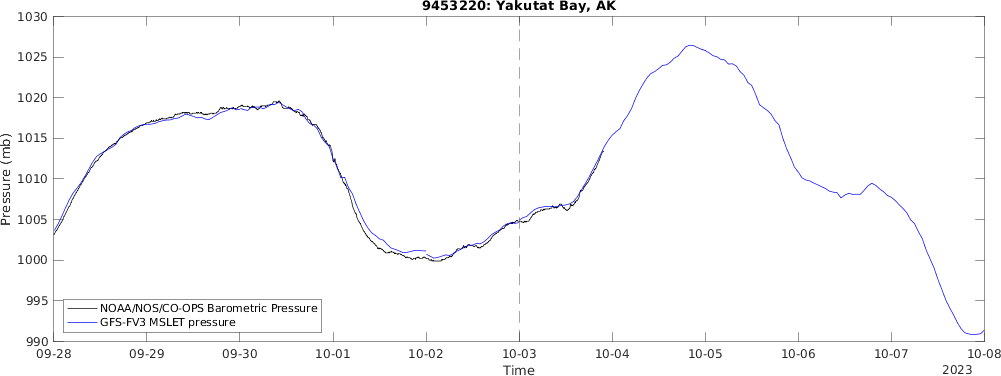 9453220: Yakutat Bay, AK
1030
1025
1020
1015
1010
1005
1000
995
990
Pressure (mb)
NOAA/NOS/CO-OPS Barometric Pressure
GFS-FV3 MSLET pressure
09-28 09-29 09-30 10-01 10-02 10-03 10-04 10-05 10-06 10-07 10-08
Time
2023